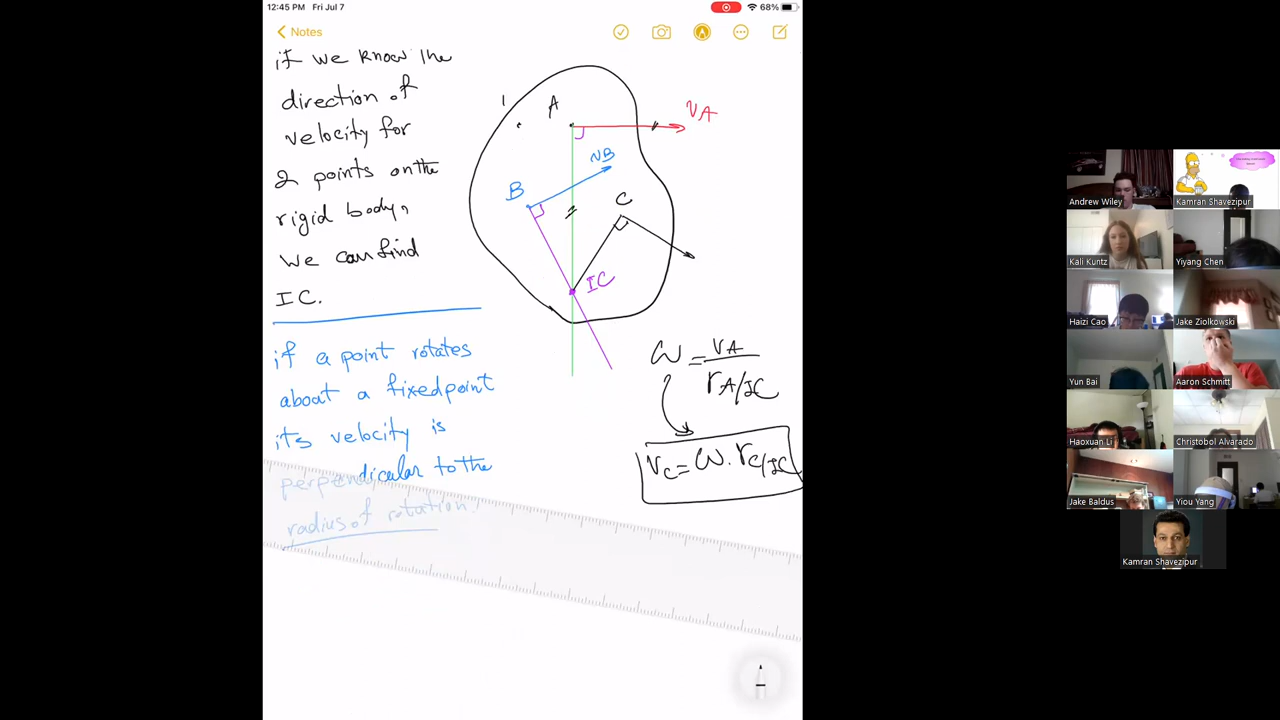 12:45 PM Fri Jul 7
68%
Notes
if we know the
direction of
velocity for
2 points on the
rigid body,
we can find
IC.
if a point rotates
about a fixed point
its velocity is
perpendicular to the
radius of rotation.
A
VA
B
VB
C
IC
ω = VA / rA/IC
VC = ω . rC/IC
Andrew Wiley
Kamran Shavezipur
Kali Kuntz
Yiyang Chen
Haizi Cao
Jake Ziolkowski
Yun Bai
Aaron Schmitt
Haoxuan Li
Christobol Alvarado
Jake Baldus
Yiou Yang
Kamran Shavezipur